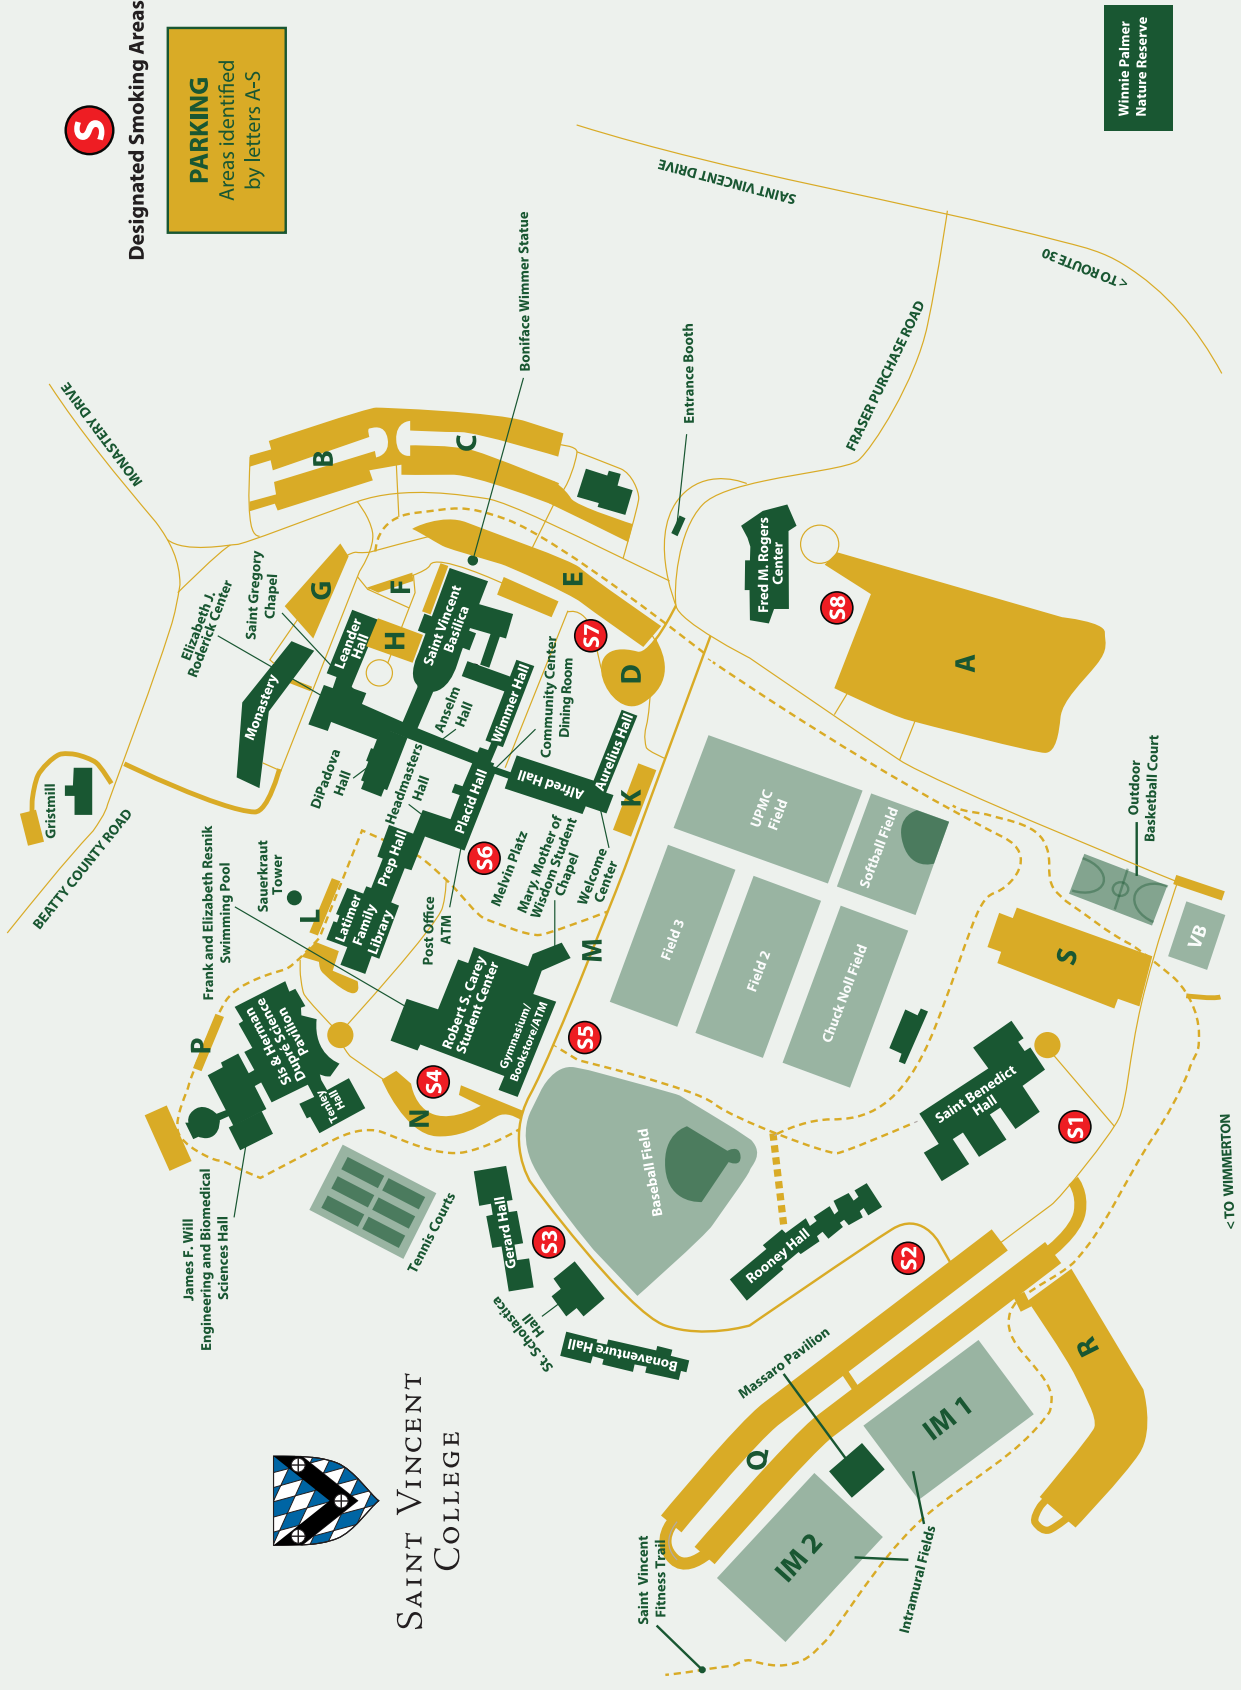 SAINT VINCENT
COLLEGE
S
Designated Smoking Areas
PARKING
Areas identified
by letters A-S
Winnie Palmer
Nature Reserve
SAINT VINCENT DRIVE
< TO ROUTE 30
FRASER PURCHASE ROAD
MONASTERY DRIVE
BEATTY COUNTY ROAD
< TO WIMMERTON
Gristmill
Boniface Wimmer Statue
Entrance Booth
Elizabeth J.
Roderick Center
Saint Gregory
Chapel
Monastery
Leander
Hall
Saint Vincent
Basilica
DiPadova
Hall
Anselm
Hall
Headmasters
Hall
Wimmer Hall
Placid Hall
Community Center
Dining Room
Alfred Hall
Aurelius Hall
Prep Hall
Latimer
Family
Library
Sauerkraut
Tower
Frank and Elizabeth Resnik
Swimming Pool
Post Office
ATM
Melvin Platz
Mary, Mother of
Wisdom Student
Chapel
Welcome
Center
Robert S. Carey
Student Center
Gymnasium/
Bookstore/ATM
Sis & Herman
Dupré Science
Pavilion
Tenley
Hall
James F. Will
Engineering and Biomedical
Sciences Hall
Tennis Courts
Gerard Hall
St. Scholastica
Hall
Bonaventure Hall
Rooney Hall
Saint Benedict
Hall
Fred M. Rogers
Center
Baseball Field
UPMC
Field
Softball Field
Field 3
Field 2
Chuck Noll Field
Outdoor
Basketball Court
VB
Massaro Pavilion
IM 1
IM 2
Intramural Fields
Saint Vincent
Fitness Trail
A
B
C
D
E
F
G
H
K
L
M
N
P
Q
R
S
S1
S2
S3
S4
S5
S6
S7
S8